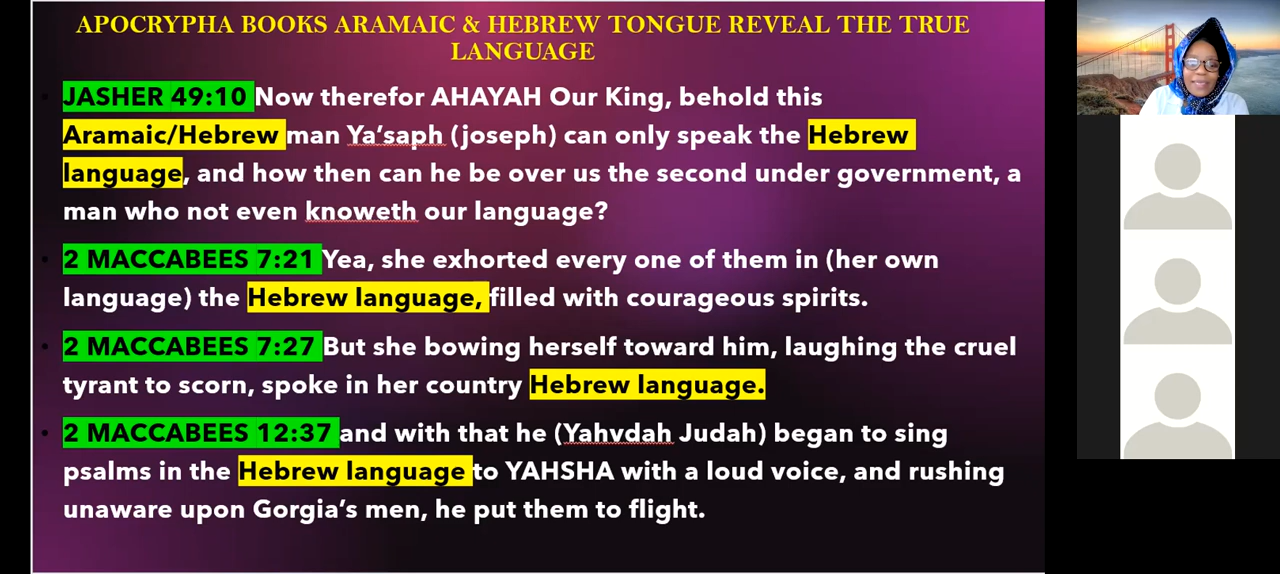 APOCRYPHA BOOKS ARAMAIC & HEBREW TONGUE REVEAL THE TRUE
LANGUAGE
• JASHER 49:10 Now therefor AHAYAH Our King, behold this
Aramaic/Hebrew man Ya'saph (joseph) can only speak the Hebrew
language, and how then can he be over us the second under government, a
man who not even knoweth our language?
• 2 MACCABEES 7:21 Yea, she exhorted every one of them in (her own
language) the Hebrew language, filled with courageous spirits.
• 2 MACCABEES 7:27 But she bowing herself toward him, laughing the cruel
tyrant to scorn, spoke in her country Hebrew language.
• 2 MACCABEES 12:37 and with that he (Yahvdah Judah) began to sing
psalms in the Hebrew language to YAHSHA with a loud voice, and rushing
unaware upon Gorgia's men, he put them to flight.